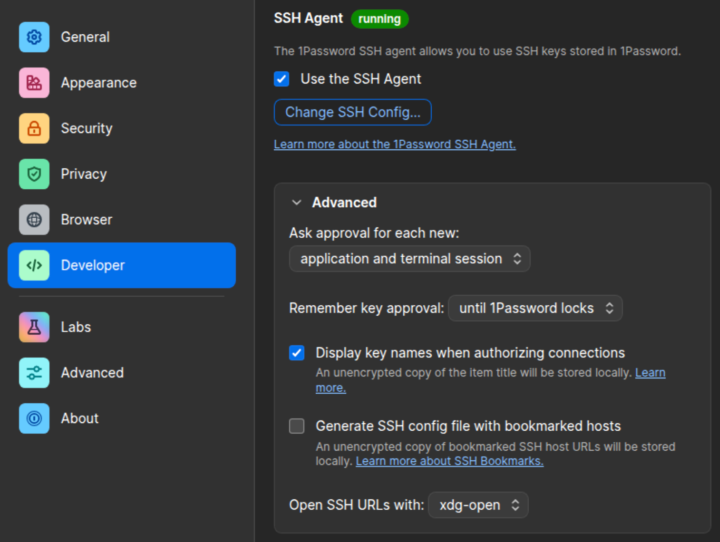 General
Appearance
Security
Privacy
Browser
Developer
Labs
Advanced
About
SSH Agent running
The 1Password SSH agent allows you to use SSH keys stored in 1Password.
Use the SSH Agent
Change SSH Config...
Learn more about the 1Password SSH Agent.
Advanced
Ask approval for each new:
application and terminal session
Remember key approval: until 1Password locks
Display key names when authorizing connections
An unencrypted copy of the item title will be stored locally. Learn
more.
Generate SSH config file with bookmarked hosts
An unencrypted copy of bookmarked SSH host URLs will be stored
locally. Learn more about SSH Bookmarks.
Open SSH URLs with: xdg-open